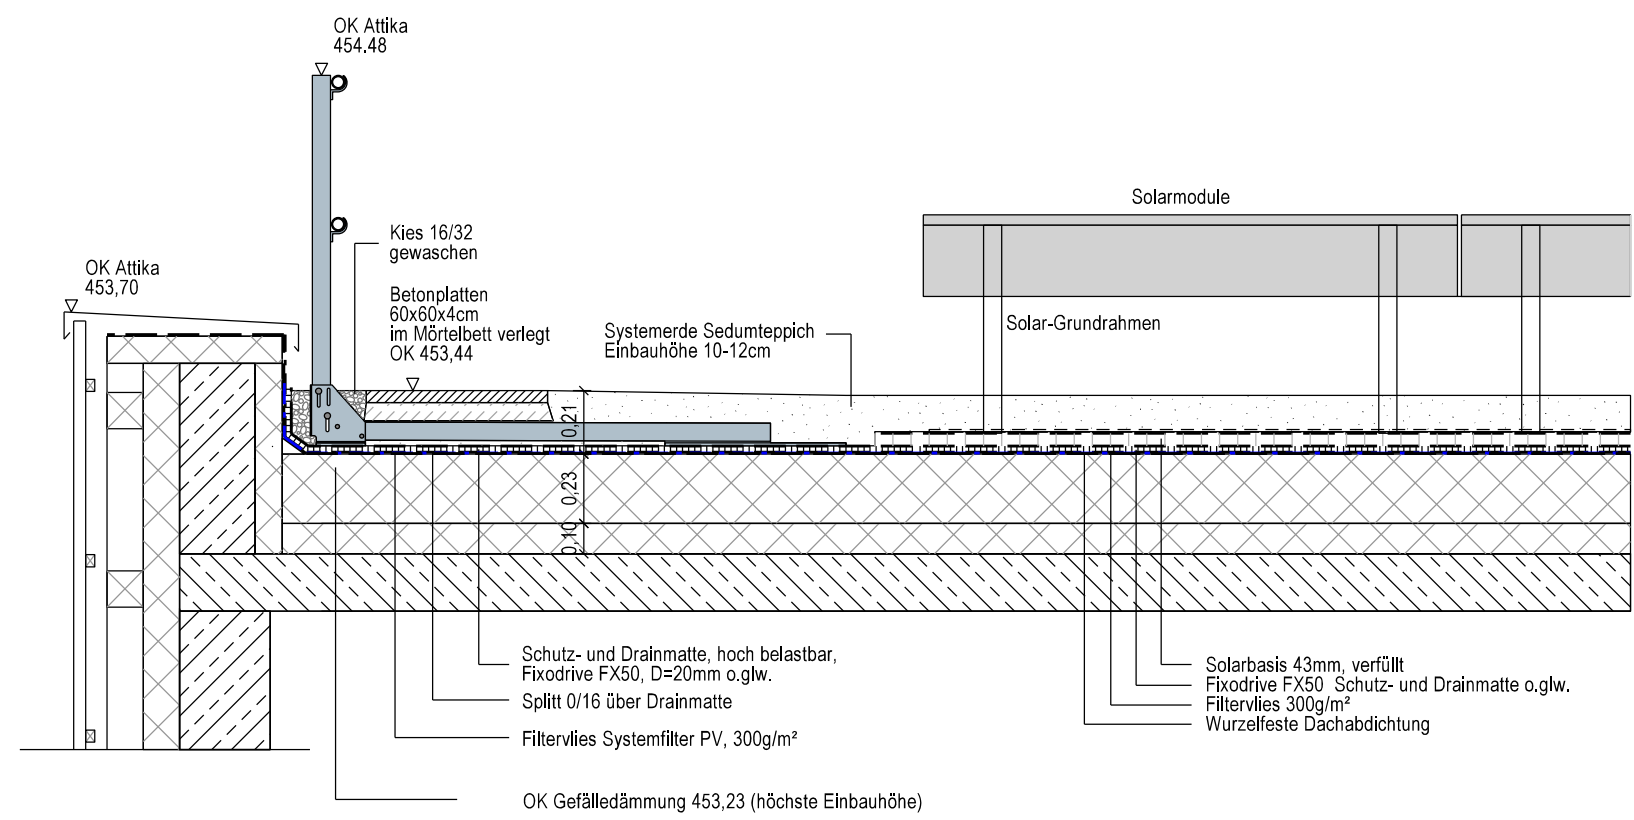 OK Attika
454.48
Solarmodule
Kies 16/32
gewaschen
OK Attika
453,70
Betonplatten
60x60x4cm
im Mörtelbett verlegt
OK 453,44
Systemerde Sedumteppich
Einbauhöhe 10-12cm
Solar-Grundrahmen
0,21
0,23
0,10
Schutz- und Drainmatte, hoch belastbar,
Fixodrive FX50, D=20mm o.glw.
Splitt 0/16 über Drainmatte
Filtervlies Systemfilter PV, 300g/m²
OK Gefälledämmung 453,23 (höchste Einbauhöhe)
Solarbasis 43mm, verfüllt
Fixodrive FX50 Schutz- und Drainmatte o.glw.
Filtervlies 300g/m²
Wurzelfeste Dachabdichtung